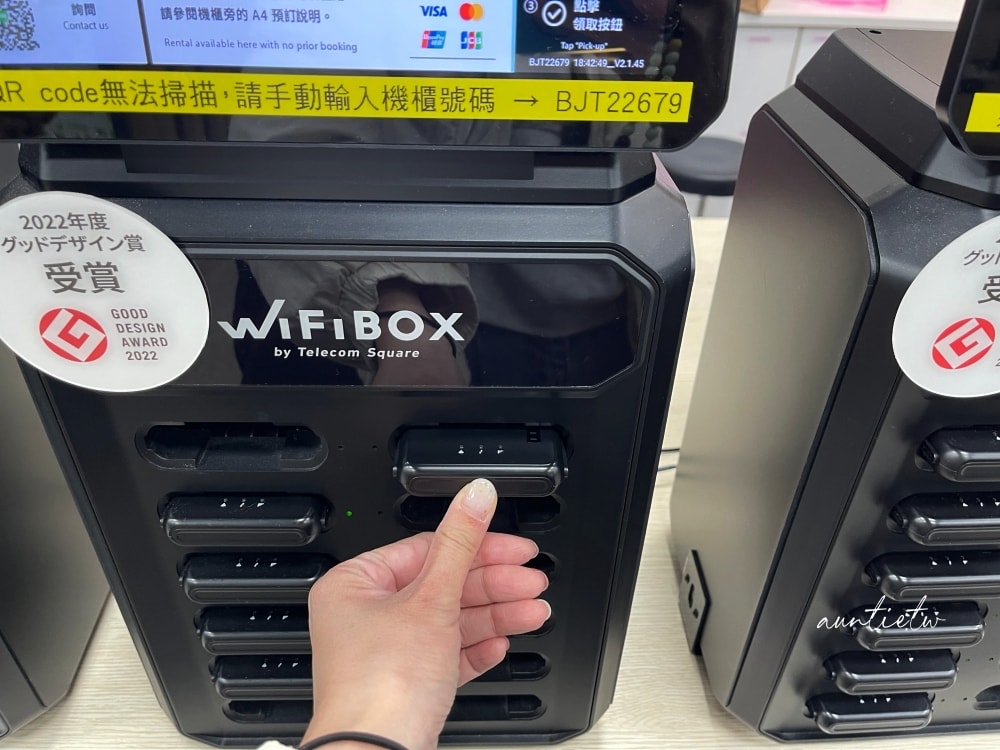 詢問
Contact us
請參閱機櫃旁的 A4 預訂說明。
Rental available here with no prior booking
VISA
JCB
③
點擊
領取按鈕
Tap "Pick-up"
BJT22679 18:42:49_V2.1.45
QR code無法掃描,請手動輸入機櫃號碼 → BJT22679
2022年度
グッドデザイン賞
受賞
GOOD
DESIGN
AWARD
2022
WiFiBOX
by Telecom Square
auntietw